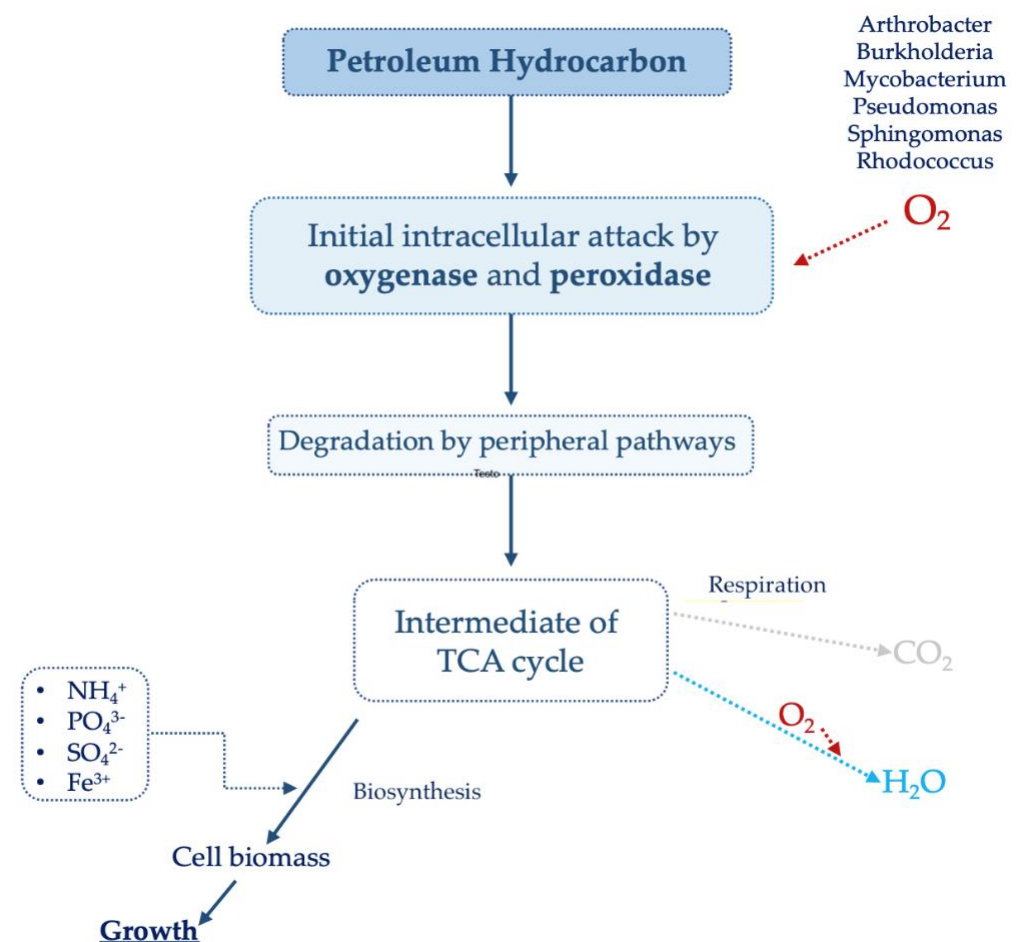 Arthrobacter
Burkholderia
Mycobacterium
Pseudomonas
Sphingomonas
Rhodococcus
Petroleum Hydrocarbon
O₂
Initial intracellular attack by
oxygenase and peroxidase
Degradation by peripheral pathways
Testo
Respiration
Intermediate of
TCA cycle
CO₂
• NH₄⁺
• PO₄³⁻
• SO₄²⁻
• Fe³⁺
O₂
H₂O
Biosynthesis
Cell biomass
Growth